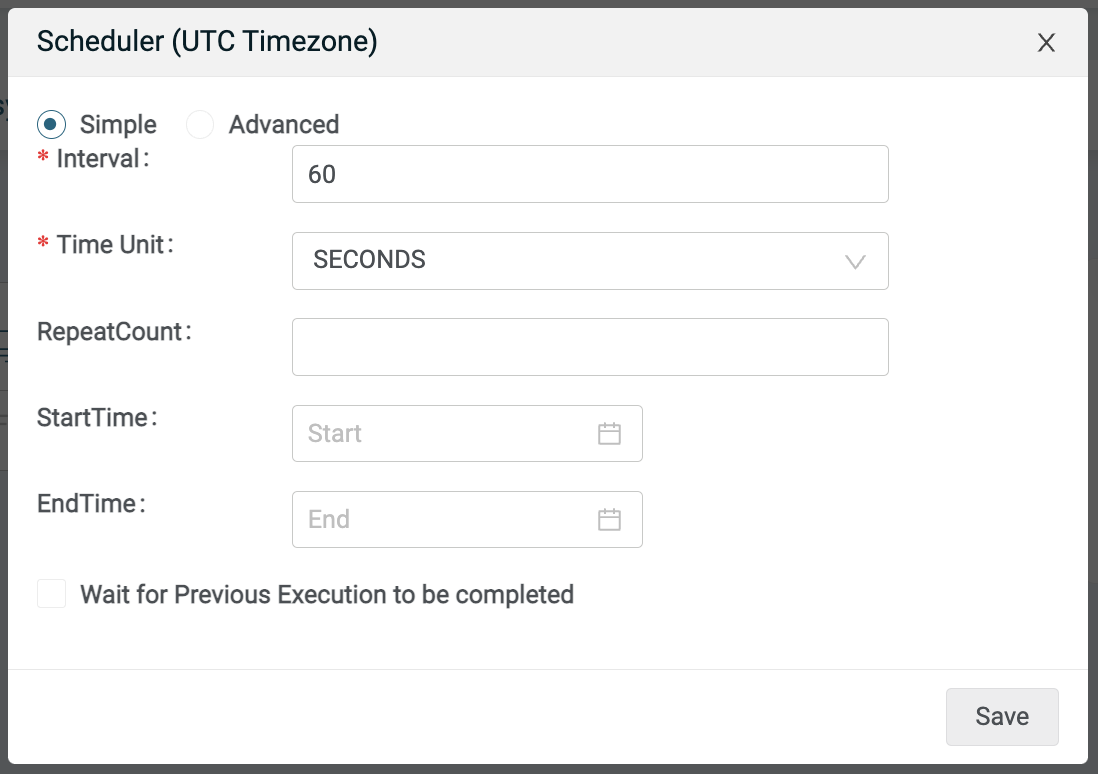 Scheduler (UTC Timezone)
Simple Advanced
* Interval:
60
* Time Unit:
SECONDS
RepeatCount:
StartTime:
Start
EndTime:
End
Wait for Previous Execution to be completed
Save